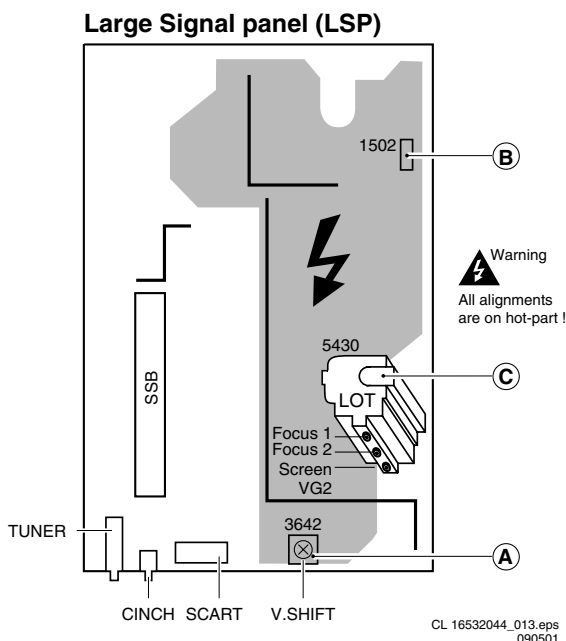 Large Signal panel (LSP)
1502
B
Warning
All alignments
are on hot-part !
5430
C
LOT
SSB
Focus 1
Focus 2
Screen
VG2
3642
TUNER
A
CINCH
SCART
V.SHIFT
CL 16532044_013.eps
090501